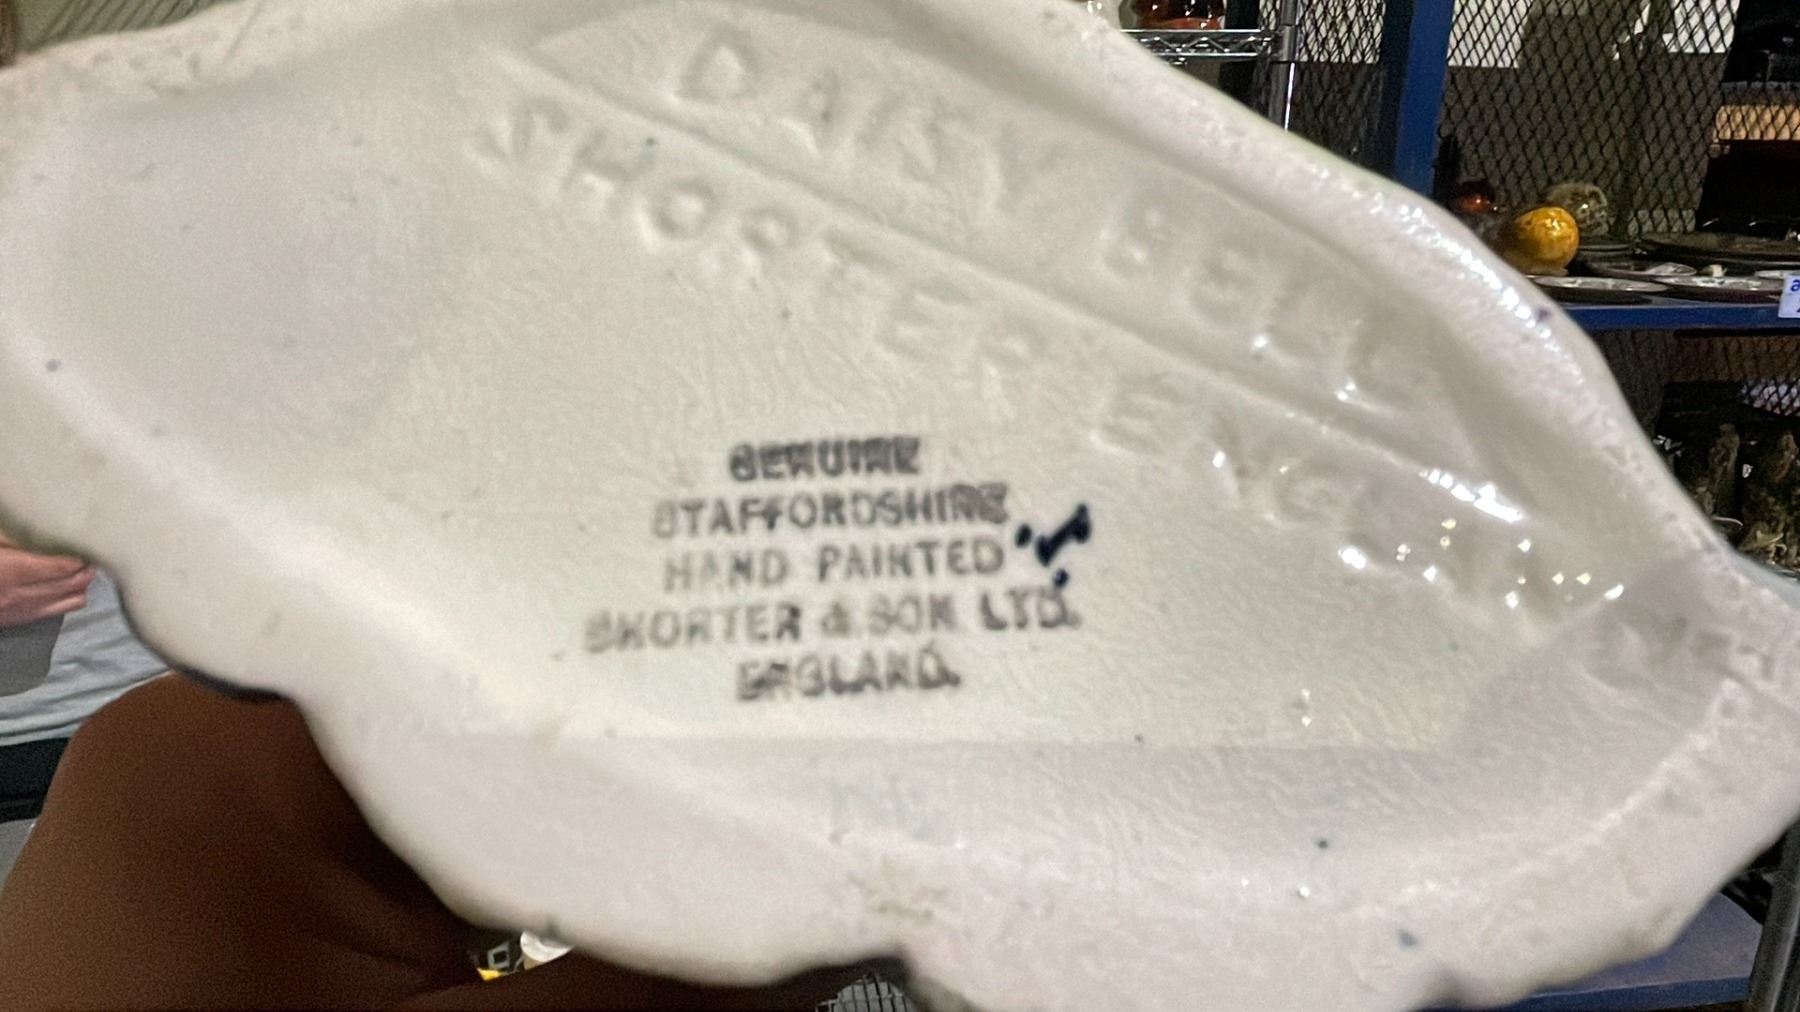 DAISY BELL
SHORTER ENGLAND
GENUINE
STAFFORDSHIRE
HAND PAINTED
SHORTER & SON LTD.
ENGLAND.